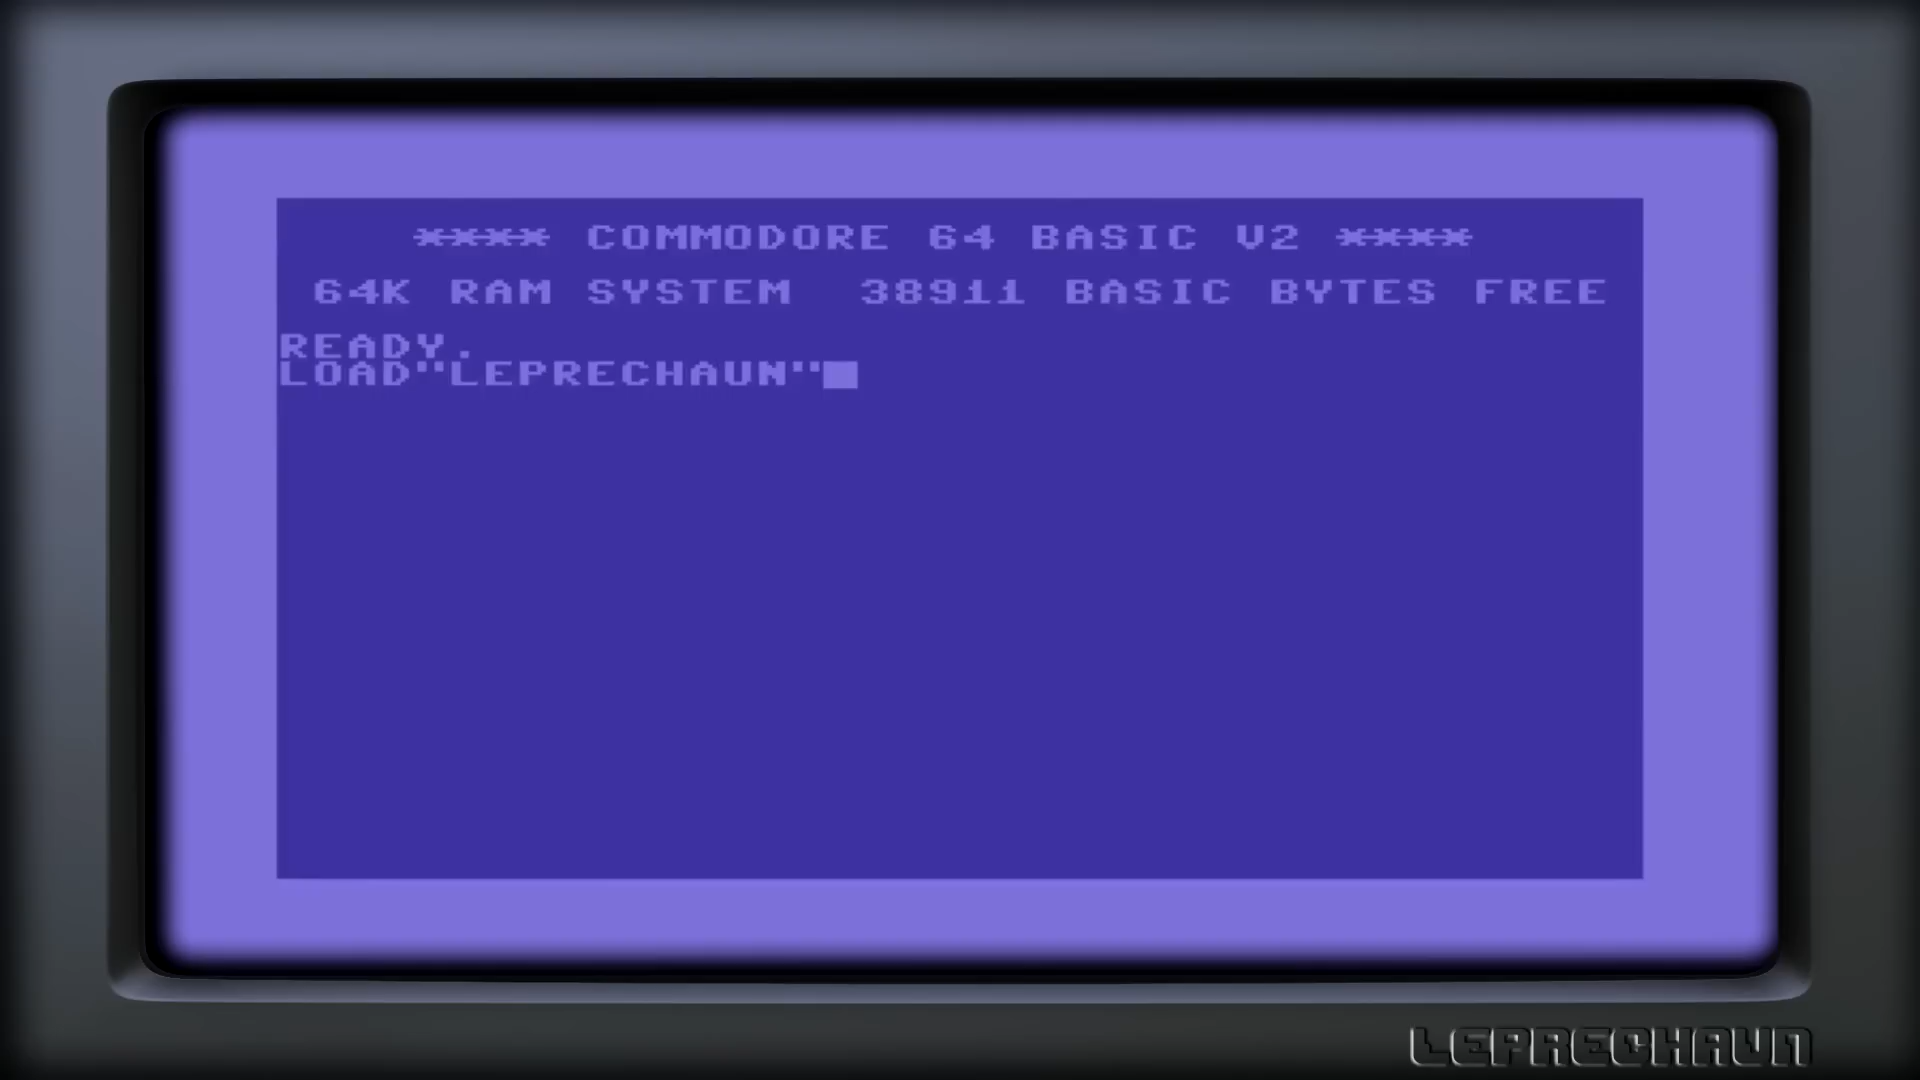 **** COMMODORE 64 BASIC V2 ****
64K RAM SYSTEM  38911 BASIC BYTES FREE
READY.
LOAD"LEPRECHAUN"
LEPRECHAUN